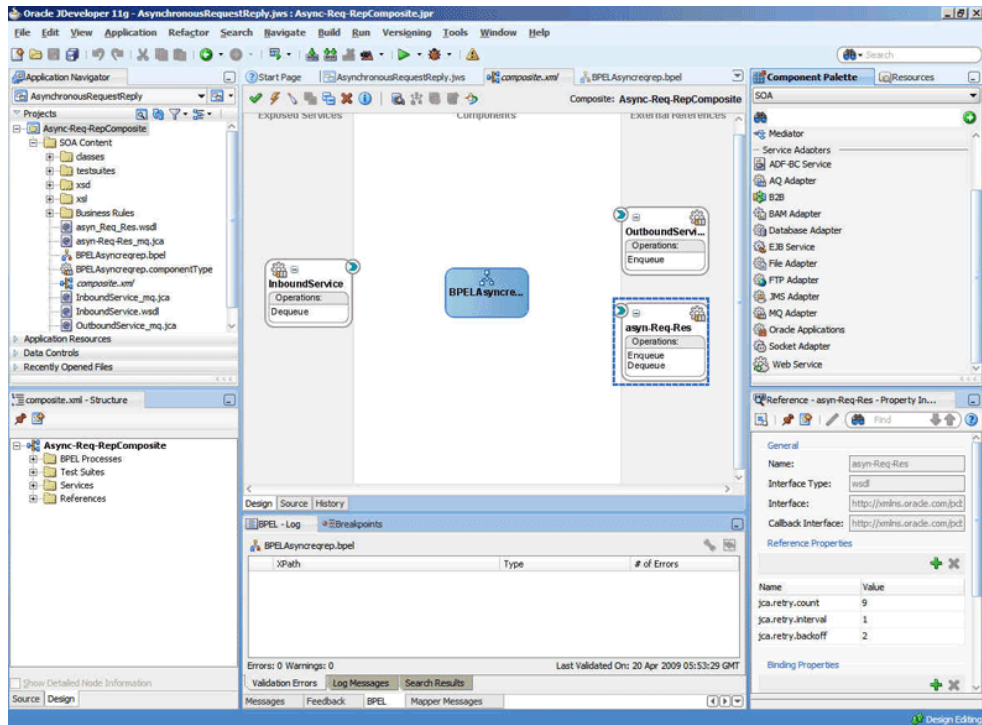 Oracle JDeveloper 11g - AsynchronousRequestReply.jws : Async-Req-RepComposite.jpr
File Edit View Application Refactor Search Navigate Build Run Versioning Tools Window Help
Search
Application Navigator
AsynchronousRequestReply
Projects
Async-Req-RepComposite
SOA Content
classes
testsuites
xsd
xsl
Business Rules
asyn_Req_Res.wsdl
asyn-Req-Res_mq.jca
BPELAsyncreqrep.bpel
BPELAsyncreqrep.componentType
composite.xml
InboundService_mq.jca
InboundService.wsdl
OutboundService_mq.jca
Application Resources
Data Controls
Recently Opened Files
composite.xml - Structure
Async-Req-RepComposite
BPEL Processes
Test Suites
Services
References
Show Detailed Node Information
Source Design
Start Page AsynchronousRequestReply.jws composite.xml BPELAsyncreqrep.bpel
Composite: Async-Req-RepComposite
Exposed Services Components External References
InboundService
Operations:
Dequeue
BPELAsyncre...
OutboundServi...
Operations:
Enqueue
asyn-Req-Res
Operations:
Enqueue
Dequeue
Design Source History
BPEL - Log Breakpoints
BPELAsyncreqrep.bpel
XPath Type # of Errors
Errors: 0 Warnings: 0 Last Validated On: 20 Apr 2009 05:53:29 GMT
Validation Errors Log Messages Search Results
Messages Feedback BPEL Mapper Messages
Component Palette Resources
SOA
Mediator
Service Adapters
ADF-BC Service
AQ Adapter
B2B
BAM Adapter
Database Adapter
EJB Service
File Adapter
FTP Adapter
JMS Adapter
MQ Adapter
Oracle Applications
Socket Adapter
Web Service
Reference - asyn-Req-Res - Property In...
Find
General
Name: asyn-Req-Res
Interface Type: wsdl
Interface: http://xmlns.oracle.com/pcb
Callback Interface: http://xmlns.oracle.com/pcb
Reference Properties
Name Value
jca.retry.count 9
jca.retry.interval 1
jca.retry.backoff 2
Binding Properties
Design Editing